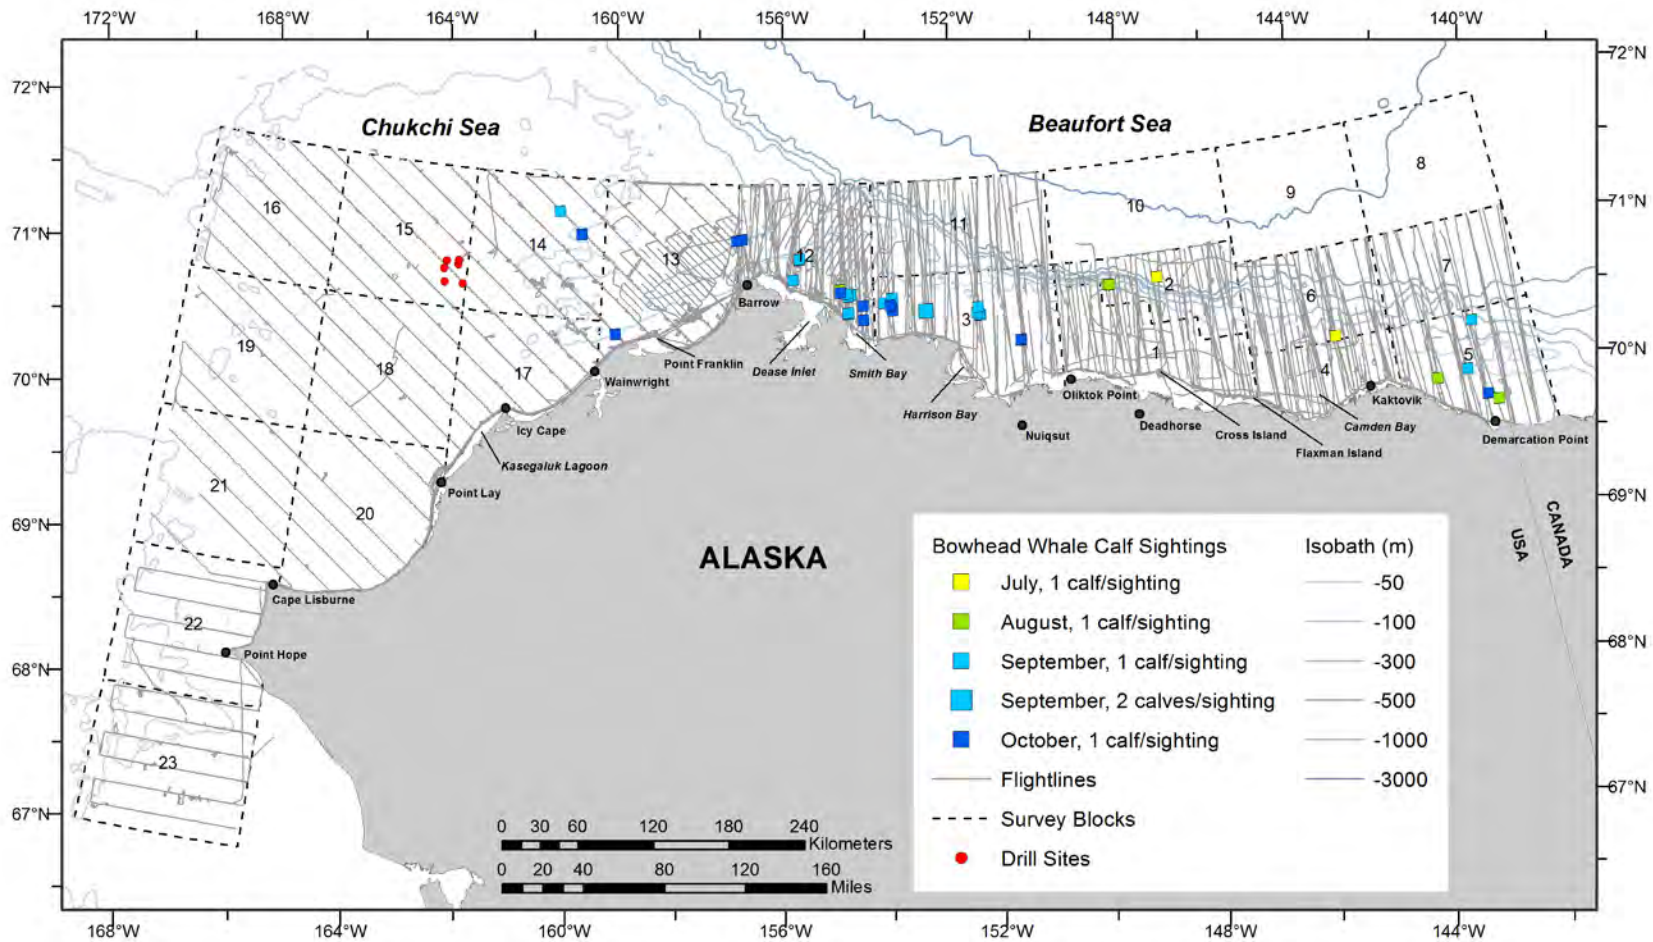 172°W 168°W 164°W 160°W 156°W 152°W 148°W 144°W 140°W
72°N 72°N
Chukchi Sea Beaufort Sea
8
9
16 10
71°N 71°N
15 11
14
12
13 7
2
6
Barrow
19 3
Point Franklin
18 Dease Inlet Smith Bay 1 5
17 4
70°N 70°N
Wainwright
Oliktok Point Kaktovik
Harrison Bay
Icy Cape Deadhorse Camden Bay
Nuiqsut Cross Island Demarcation Point
Kasegaluk Lagoon Flaxman Island
21 Point Lay
69°N 69°N
20
ALASKA
USA CANADA
Cape Lisburne
22
68°N 68°N
Point Hope
23
67°N 67°N
Bowhead Whale Calf Sightings
July, 1 calf/sighting
August, 1 calf/sighting
September, 1 calf/sighting
September, 2 calves/sighting
October, 1 calf/sighting
Flightlines
Survey Blocks
Drill Sites
Isobath (m)
-50
-100
-300
-500
-1000
-3000
0 30 60 120 180 240
Kilometers
0 20 40 80 120 160
Miles
168°W 164°W 160°W 156°W 152°W 148°W 144°W 140°W